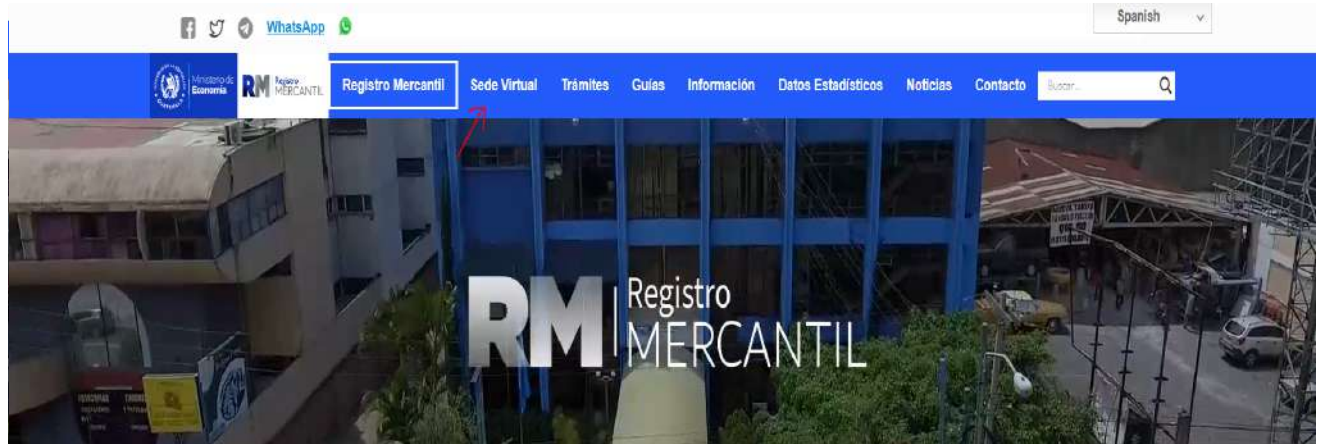 WhatsApp
Spanish
Ministerio de
Economía
Guatemala
RM Registro
MERCANTIL
Registro Mercantil Sede Virtual Trámites Guías Información Datos Estadísticos Noticias Contacto Buscar...
RM Registro
MERCANTIL